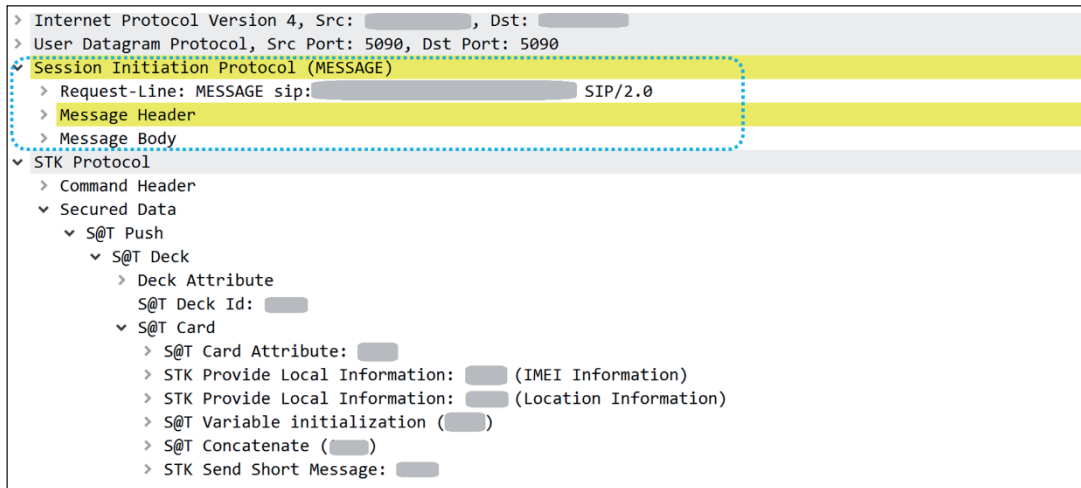 Internet Protocol Version 4, Src: , Dst:
User Datagram Protocol, Src Port: 5090, Dst Port: 5090
Session Initiation Protocol (MESSAGE)
Request-Line: MESSAGE sip: SIP/2.0
Message Header
Message Body
STK Protocol
Command Header
Secured Data
S@T Push
S@T Deck
Deck Attribute
S@T Deck Id:
S@T Card
S@T Card Attribute:
STK Provide Local Information: (IMEI Information)
STK Provide Local Information: (Location Information)
S@T Variable initialization ( )
S@T Concatenate ( )
STK Send Short Message: